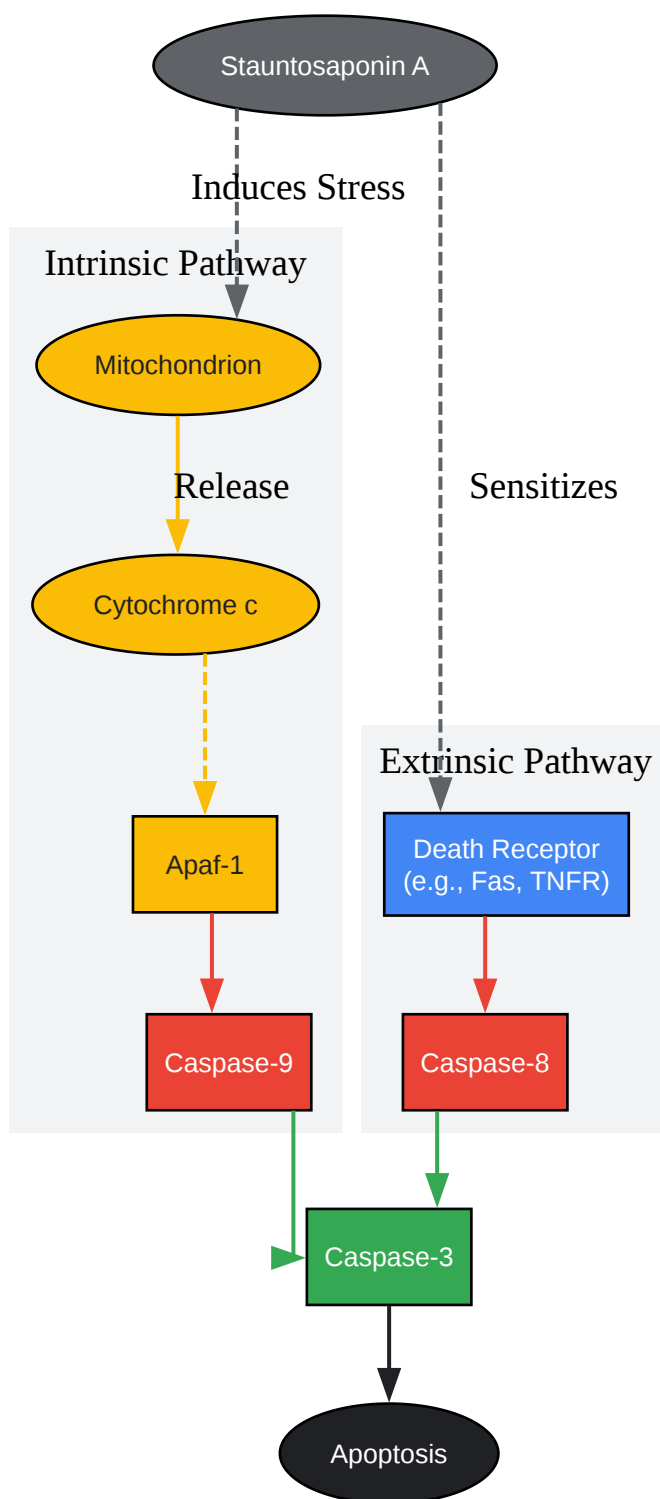 Stauntosaponin A
Induces Stress
Intrinsic Pathway
Mitochondrion
Release
Sensitizes
Cytochrome c
Extrinsic Pathway
Apaf-1
Death Receptor
(e.g., Fas, TNFR)
Caspase-9
Caspase-8
Caspase-3
Apoptosis